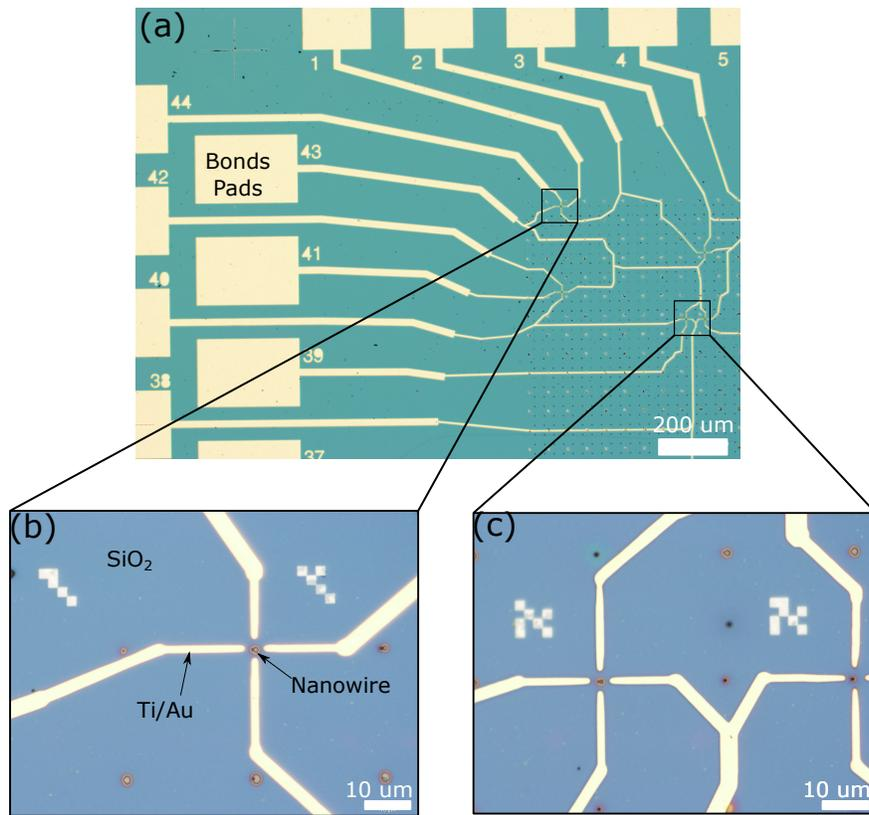 (a)
1
2
3
4
5
44
Bonds
Pads
43
42
41
40
39
38
37
200 um
(b)
SiO₂
Nanowire
Ti/Au
10 um
(c)
10 um